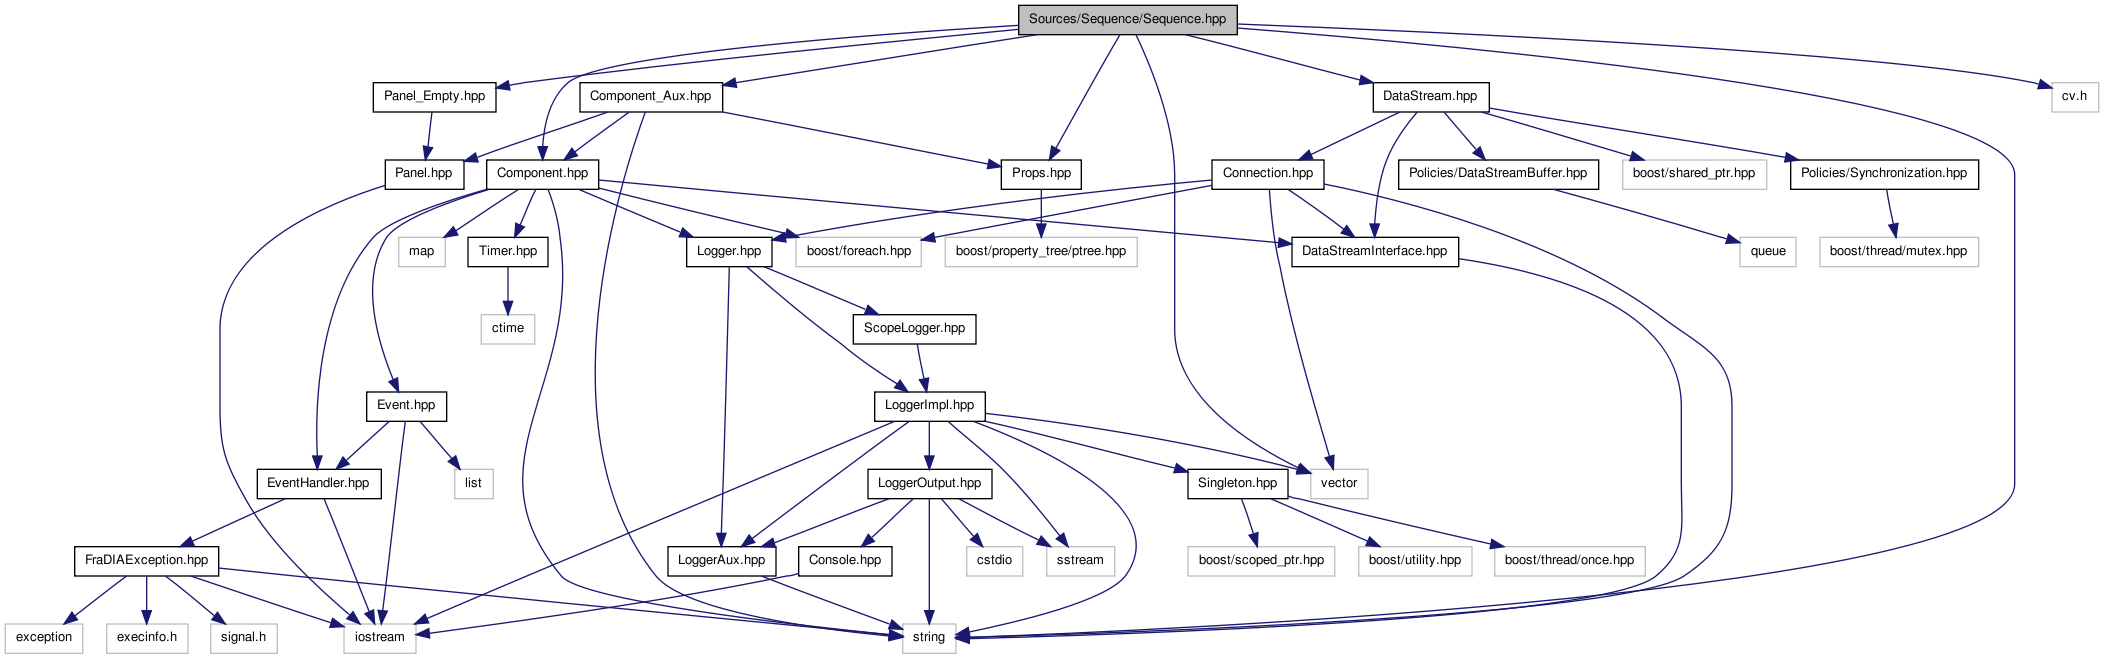 Sources/Sequence/Sequence.hpp
Panel_Empty.hpp
Component_Aux.hpp
DataStream.hpp
cv.h
Panel.hpp
Component.hpp
Props.hpp
Connection.hpp
Policies/DataStreamBuffer.hpp
boost/shared_ptr.hpp
Policies/Synchronization.hpp
map
Timer.hpp
Logger.hpp
boost/foreach.hpp
boost/property_tree/ptree.hpp
DataStreamInterface.hpp
queue
boost/thread/mutex.hpp
ctime
ScopeLogger.hpp
Event.hpp
LoggerImpl.hpp
EventHandler.hpp
list
LoggerOutput.hpp
Singleton.hpp
vector
FraDIAException.hpp
LoggerAux.hpp
Console.hpp
cstdio
sstream
boost/scoped_ptr.hpp
boost/utility.hpp
boost/thread/once.hpp
exception
execinfo.h
signal.h
iostream
string